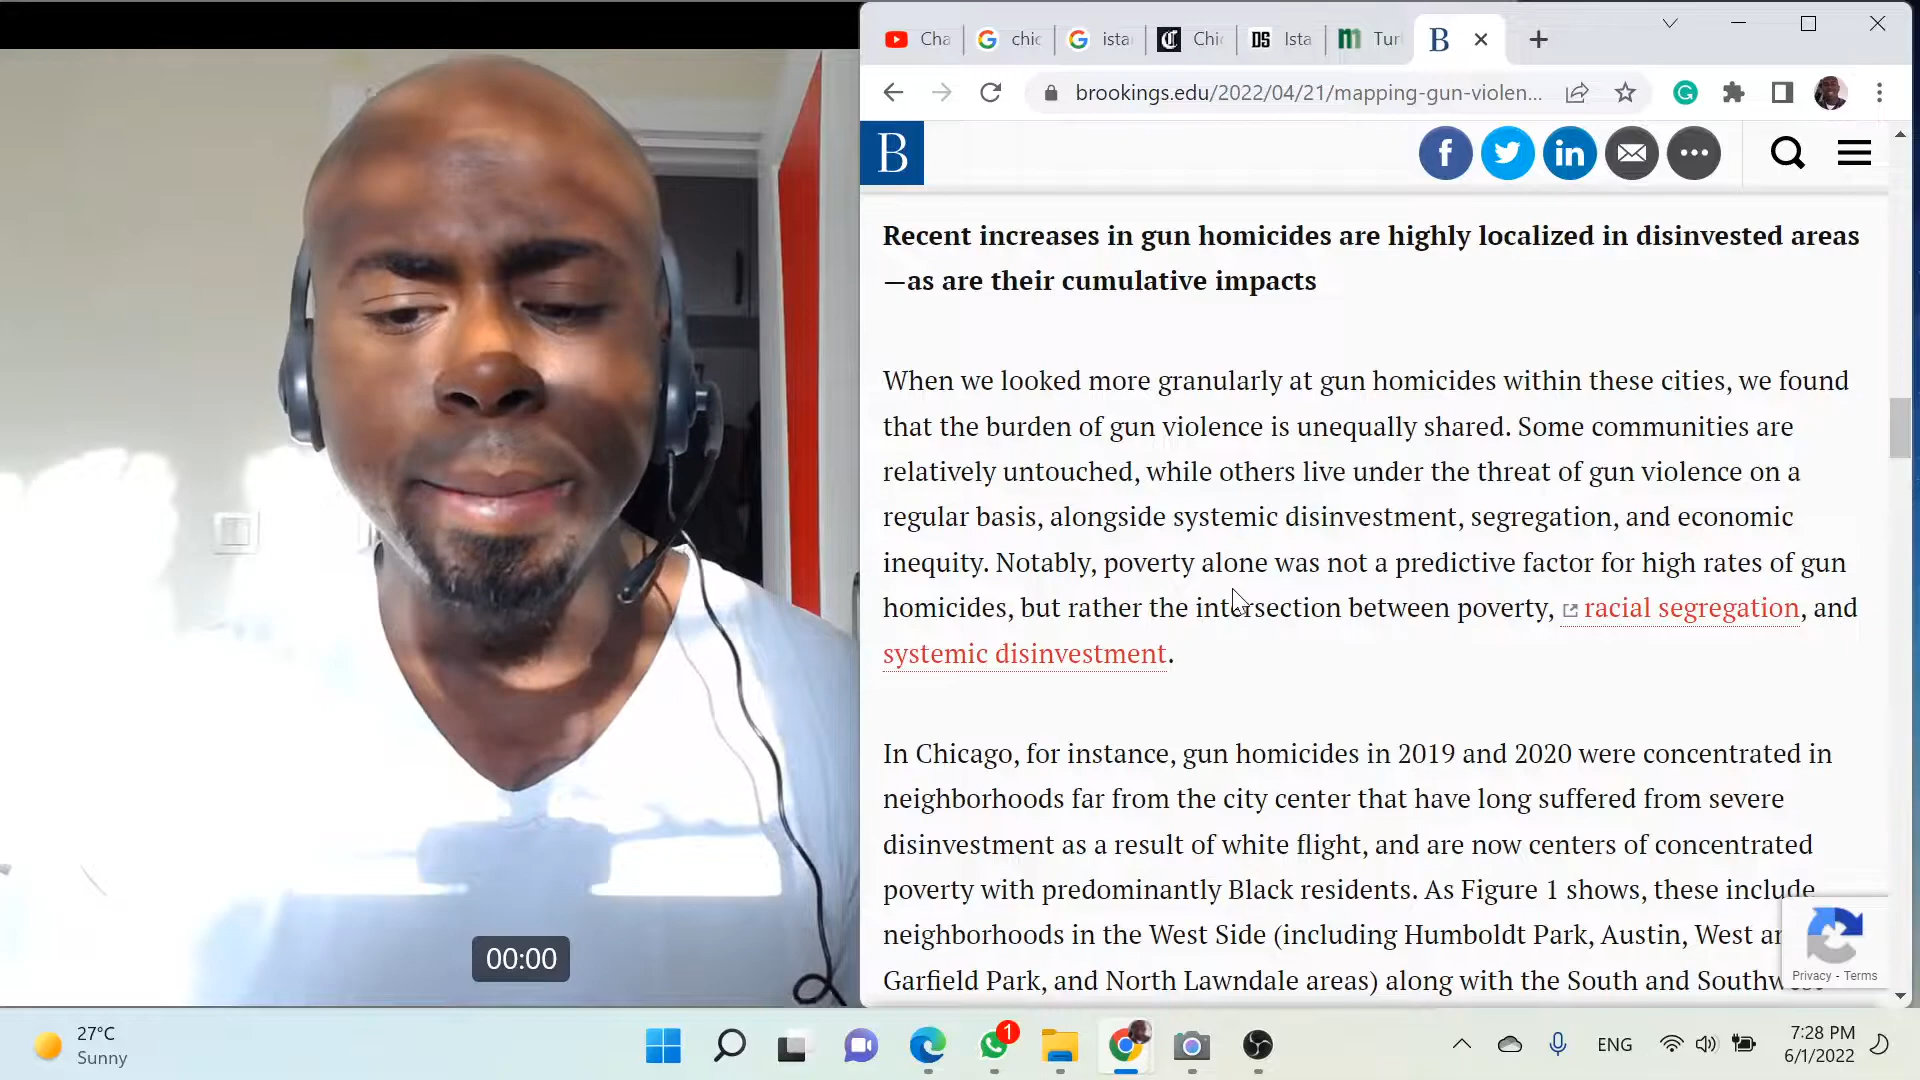 Cha
chic
ista
Chi
DS
Ista
m
Tur
B
brookings.edu/2022/04/21/mapping-gun-violen...
B
Recent increases in gun homicides are highly localized in disinvested areas
—as are their cumulative impacts
When we looked more granularly at gun homicides within these cities, we found
that the burden of gun violence is unequally shared. Some communities are
relatively untouched, while others live under the threat of gun violence on a
regular basis, alongside systemic disinvestment, segregation, and economic
inequity. Notably, poverty alone was not a predictive factor for high rates of gun
homicides, but rather the intersection between poverty, racial segregation, and
systemic disinvestment.
In Chicago, for instance, gun homicides in 2019 and 2020 were concentrated in
neighborhoods far from the city center that have long suffered from severe
disinvestment as a result of white flight, and are now centers of concentrated
poverty with predominantly Black residents. As Figure 1 shows, these include
neighborhoods in the West Side (including Humboldt Park, Austin, West
Garfield Park, and North Lawndale areas) along with the South and
Privacy - Terms
00:00
27°C
Sunny
1
ENG
7:28 PM
6/1/2022